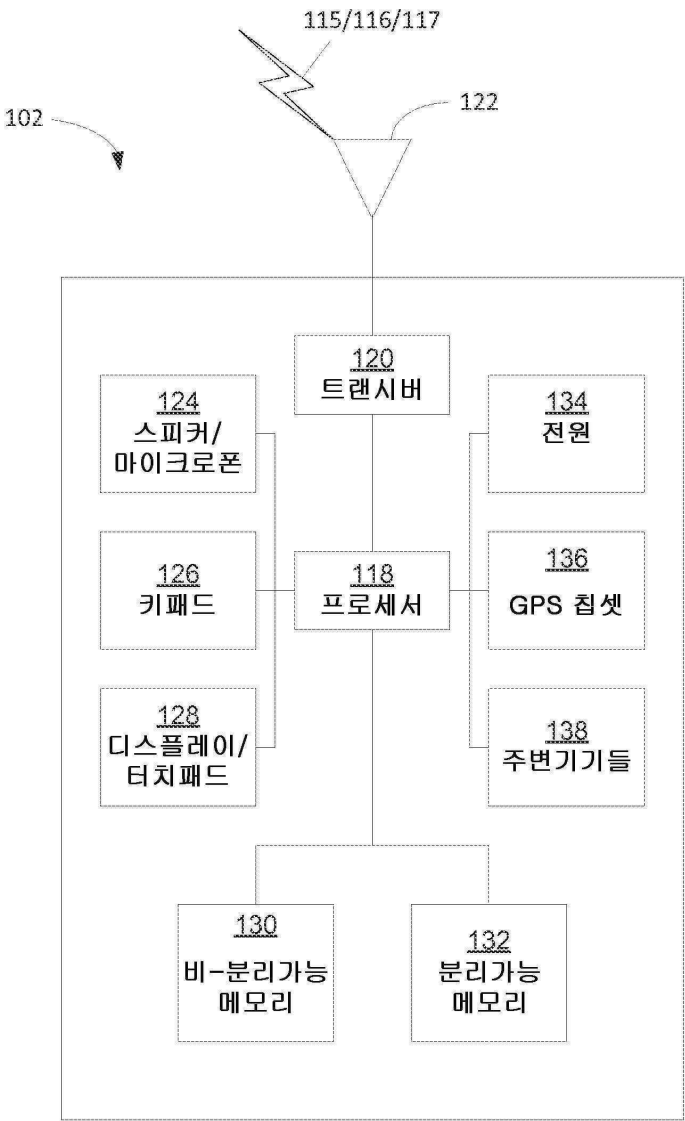 115/116/117
122
102
120
트랜시버
124
스피커/
마이크로폰
134
전원
126
키패드
118
프로세서
136
GPS 칩셋
128
디스플레이/
터치패드
138
주변기기들
130
비-분리가능
메모리
132
분리가능
메모리